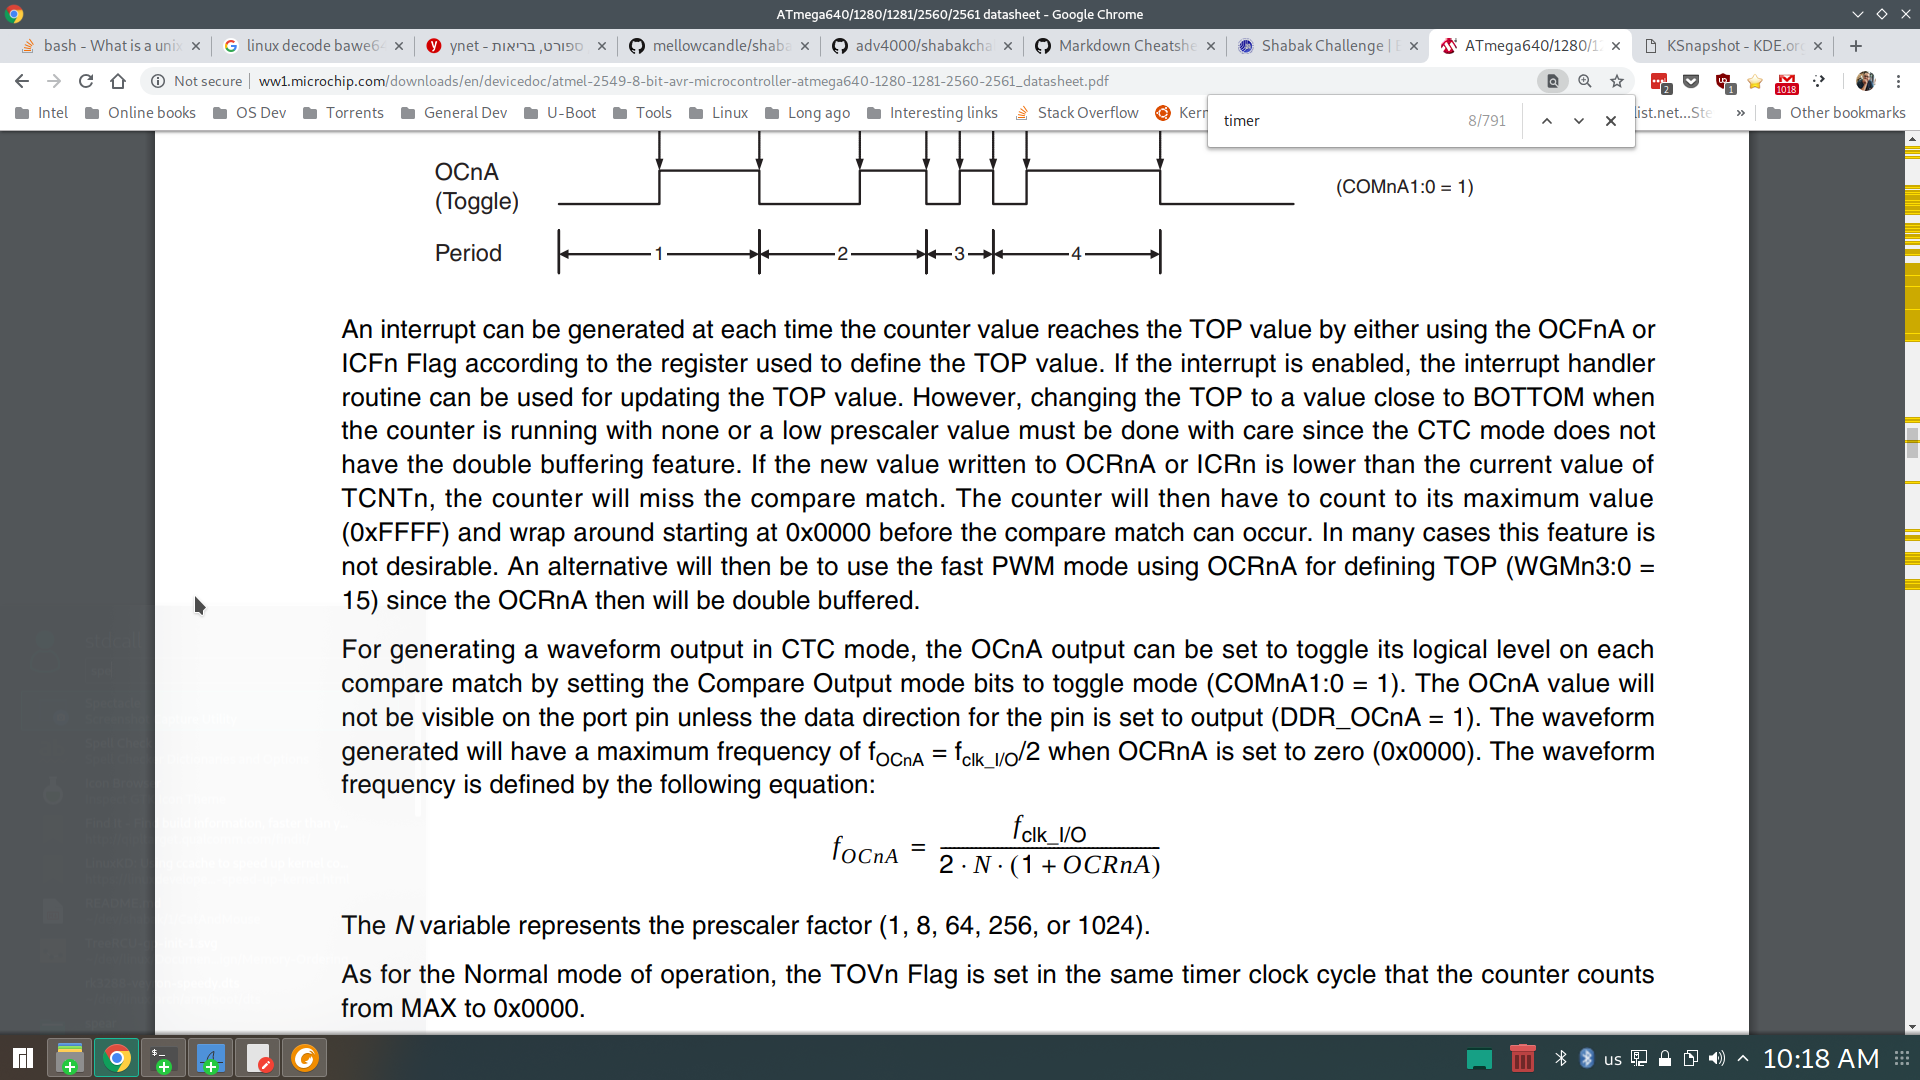 ATmega640/1280/1281/2560/2561 datasheet - Google Chrome
bash - What is a unix
linux decode bawe64
ynet - ספורט, בריאות,
mellowcandle/shaba
adv4000/shabakcha
Markdown Cheatshe
Shabak Challenge |
ATmega640/1280/1
KSnapshot - KDE.org
Not secure | ww1.microchip.com/downloads/en/devicedoc/atmel-2549-8-bit-avr-microcontroller-atmega640-1280-1281-2560-2561_datasheet.pdf
2
1
1018
Intel
Online books
OS Dev
Torrents
General Dev
U-Boot
Tools
Linux
Long ago
Interesting links
Stack Overflow
Kern
list.net...Ste
»
Other bookmarks
timer
8/791
OCnA
(Toggle)
(COMnA1:0 = 1)
Period
1
2
3
4
An interrupt can be generated at each time the counter value reaches the TOP value by either using the OCFnA or
ICFn Flag according to the register used to define the TOP value. If the interrupt is enabled, the interrupt handler
routine can be used for updating the TOP value. However, changing the TOP to a value close to BOTTOM when
the counter is running with none or a low prescaler value must be done with care since the CTC mode does not
have the double buffering feature. If the new value written to OCRnA or ICRn is lower than the current value of
TCNTn, the counter will miss the compare match. The counter will then have to count to its maximum value
(0xFFFF) and wrap around starting at 0x0000 before the compare match can occur. In many cases this feature is
not desirable. An alternative will then be to use the fast PWM mode using OCRnA for defining TOP (WGMn3:0 =
15) since the OCRnA then will be double buffered.
For generating a waveform output in CTC mode, the OCnA output can be set to toggle its logical level on each
compare match by setting the Compare Output mode bits to toggle mode (COMnA1:0 = 1). The OCnA value will
not be visible on the port pin unless the data direction for the pin is set to output (DDR_OCnA = 1). The waveform
generated will have a maximum frequency of fOCnA = fclk_I/O/2 when OCRnA is set to zero (0x0000). The waveform
frequency is defined by the following equation:
fOCnA = fclk_I/O
2 · N · (1 + OCRnA)
The N variable represents the prescaler factor (1, 8, 64, 256, or 1024).
As for the Normal mode of operation, the TOVn Flag is set in the same timer clock cycle that the counter counts
from MAX to 0x0000.
us
10:18 AM